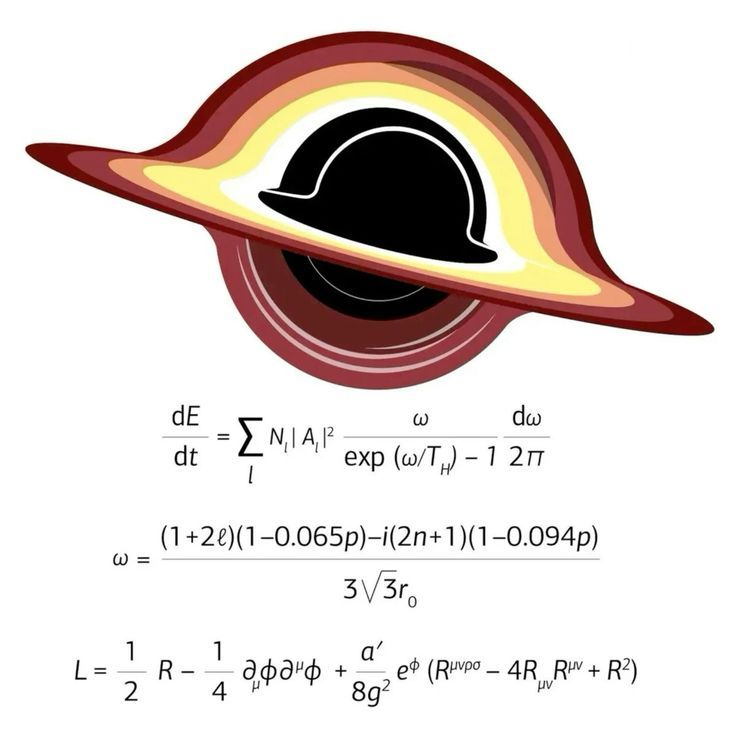 dE/dt = ∑_l N_l | A_l |² ω/(exp (ω/T_H) – 1) dω/2π
ω = ((1+2ℓ)(1–0.065p)–i(2n+1)(1–0.094p))/(3√3r₀)
L = 1/2 R – 1/4 ∂_μϕ∂^μϕ + a′/8g² e^ϕ (R^μνρσ – 4R_μνR^μν + R²)